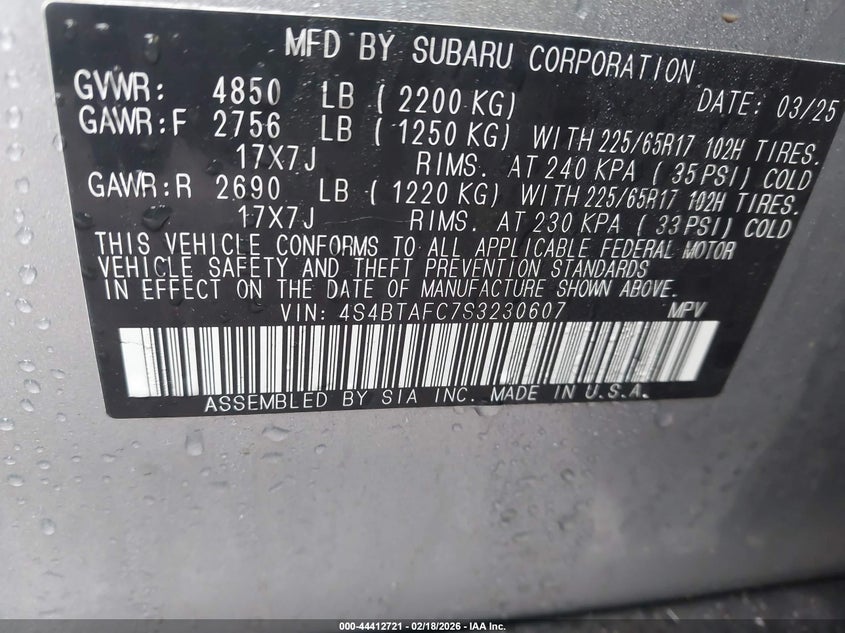 MFD BY SUBARU CORPORATION
GVWR: 4850 LB ( 2200 KG) DATE: 03/25
GAWR:F 2756 LB ( 1250 KG) WITH 225/65R17 102H TIRES.
17X7J RIMS. AT 240 KPA ( 35 PSI) COLD
GAWR:R 2690 LB ( 1220 KG) WITH 225/65R17 102H TIRES.
17X7J RIMS. AT 230 KPA ( 33 PSI) COLD
THIS VEHICLE CONFORMS TO ALL APPLICABLE FEDERAL MOTOR
VEHICLE SAFETY AND THEFT PREVENTION STANDARDS
IN EFFECT ON THE DATE OF MANUFACTURE SHOWN ABOVE.
VIN: 4S4BTAFC7S3230607 MPV
ASSEMBLED BY SIA INC. MADE IN U.S.A.
000-44412721 | 02/18/2026 - IAA Inc.